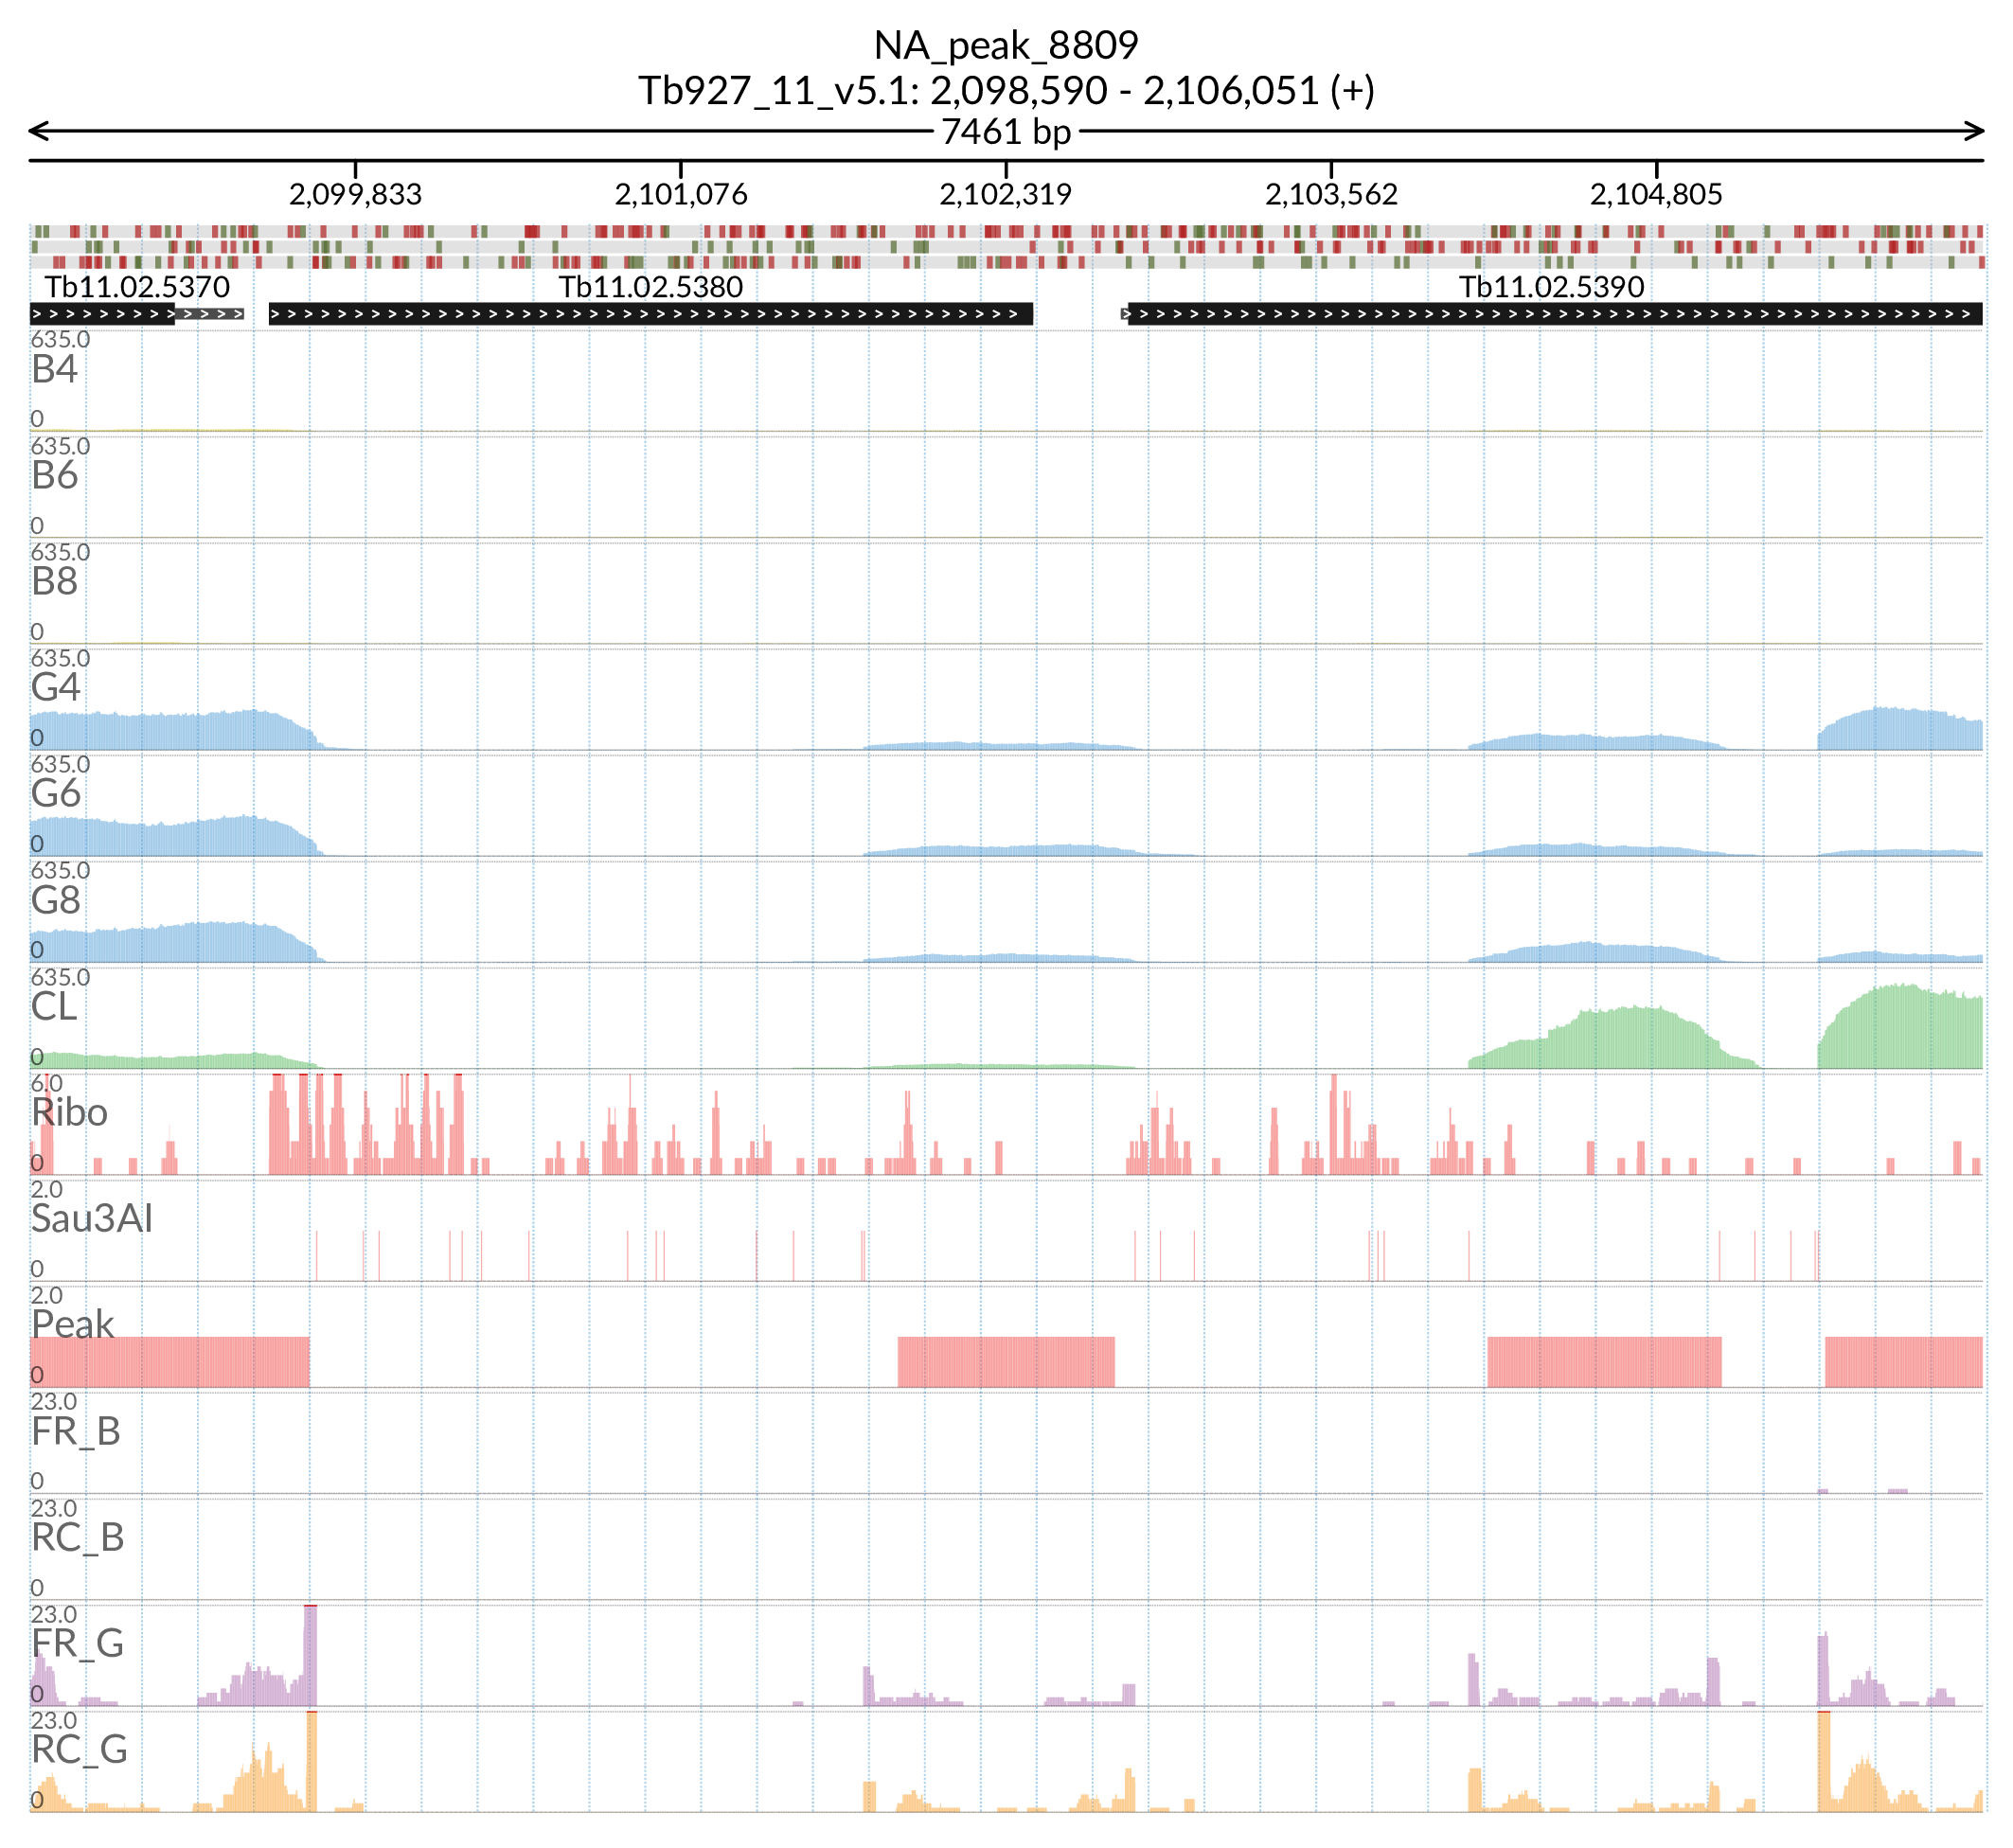 NA_peak_8809
Tb927_11_v5.1: 2,098,590 - 2,106,051 (+)
7461 bp
2,099,833 2,101,076 2,102,319 2,103,562 2,104,805
Tb11.02.5370 Tb11.02.5380 Tb11.02.5390
635.0
B4
0
635.0
B6
0
635.0
B8
0
635.0
G4
0
635.0
G6
0
635.0
G8
0
635.0
CL
0
6.0
Ribo
0
2.0
Sau3AI
0
2.0
Peak
0
23.0
FR_B
0
23.0
RC_B
0
23.0
FR_G
0
23.0
RC_G
0